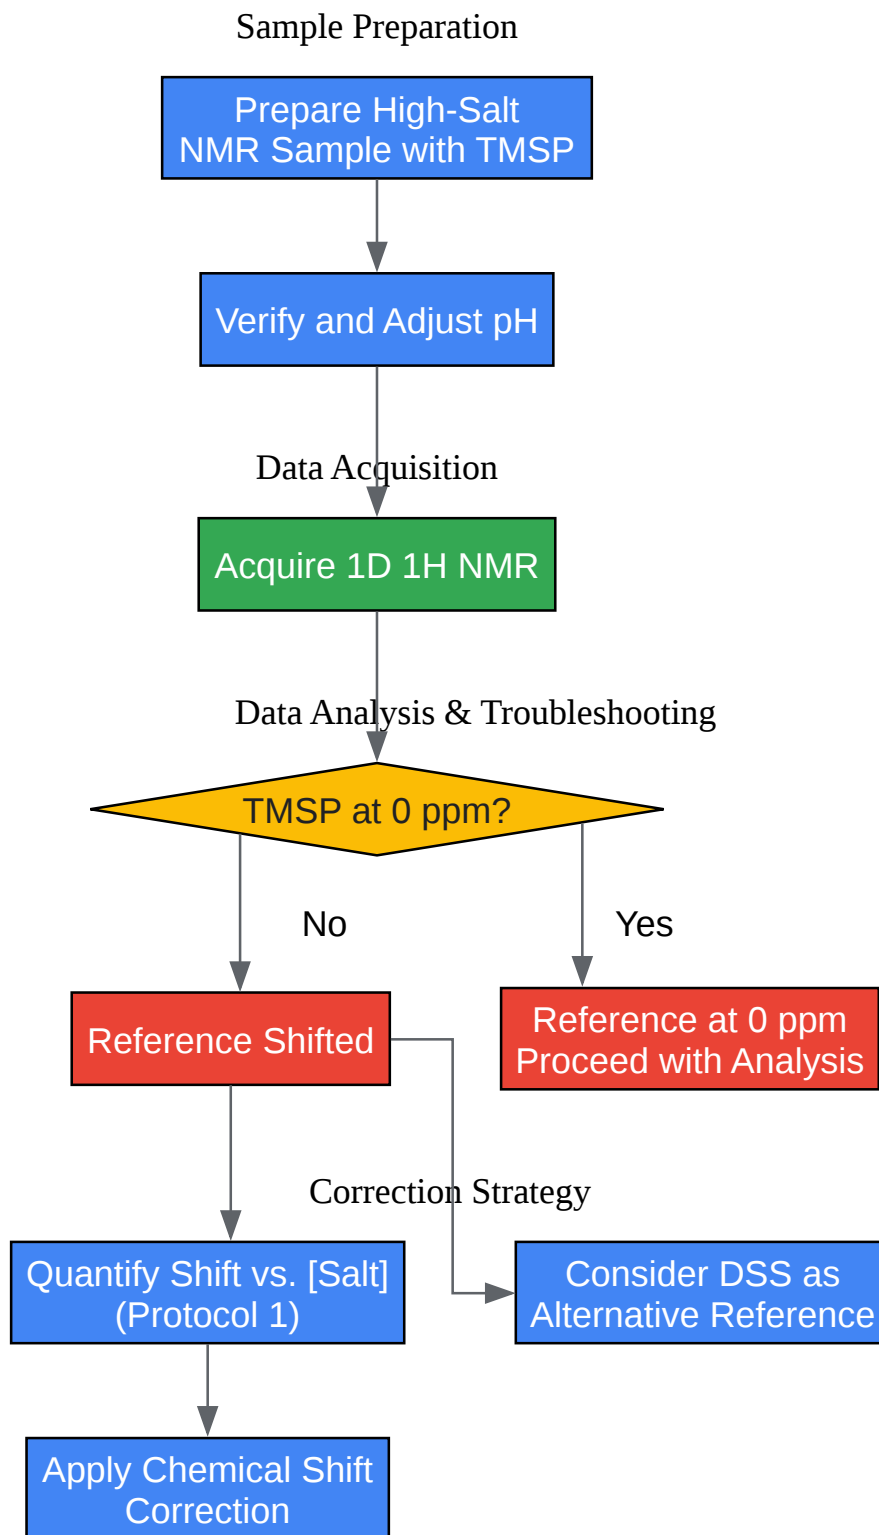 Sample Preparation
Prepare High-Salt
NMR Sample with TMSP
Verify and Adjust pH
Data Acquisition
Acquire 1D 1H NMR
Data Analysis & Troubleshooting
TMSP at 0 ppm?
No
Yes
Reference Shifted
Reference at 0 ppm
Proceed with Analysis
Correction Strategy
Quantify Shift vs. [Salt]
(Protocol 1)
Consider DSS as
Alternative Reference
Apply Chemical Shift
Correction